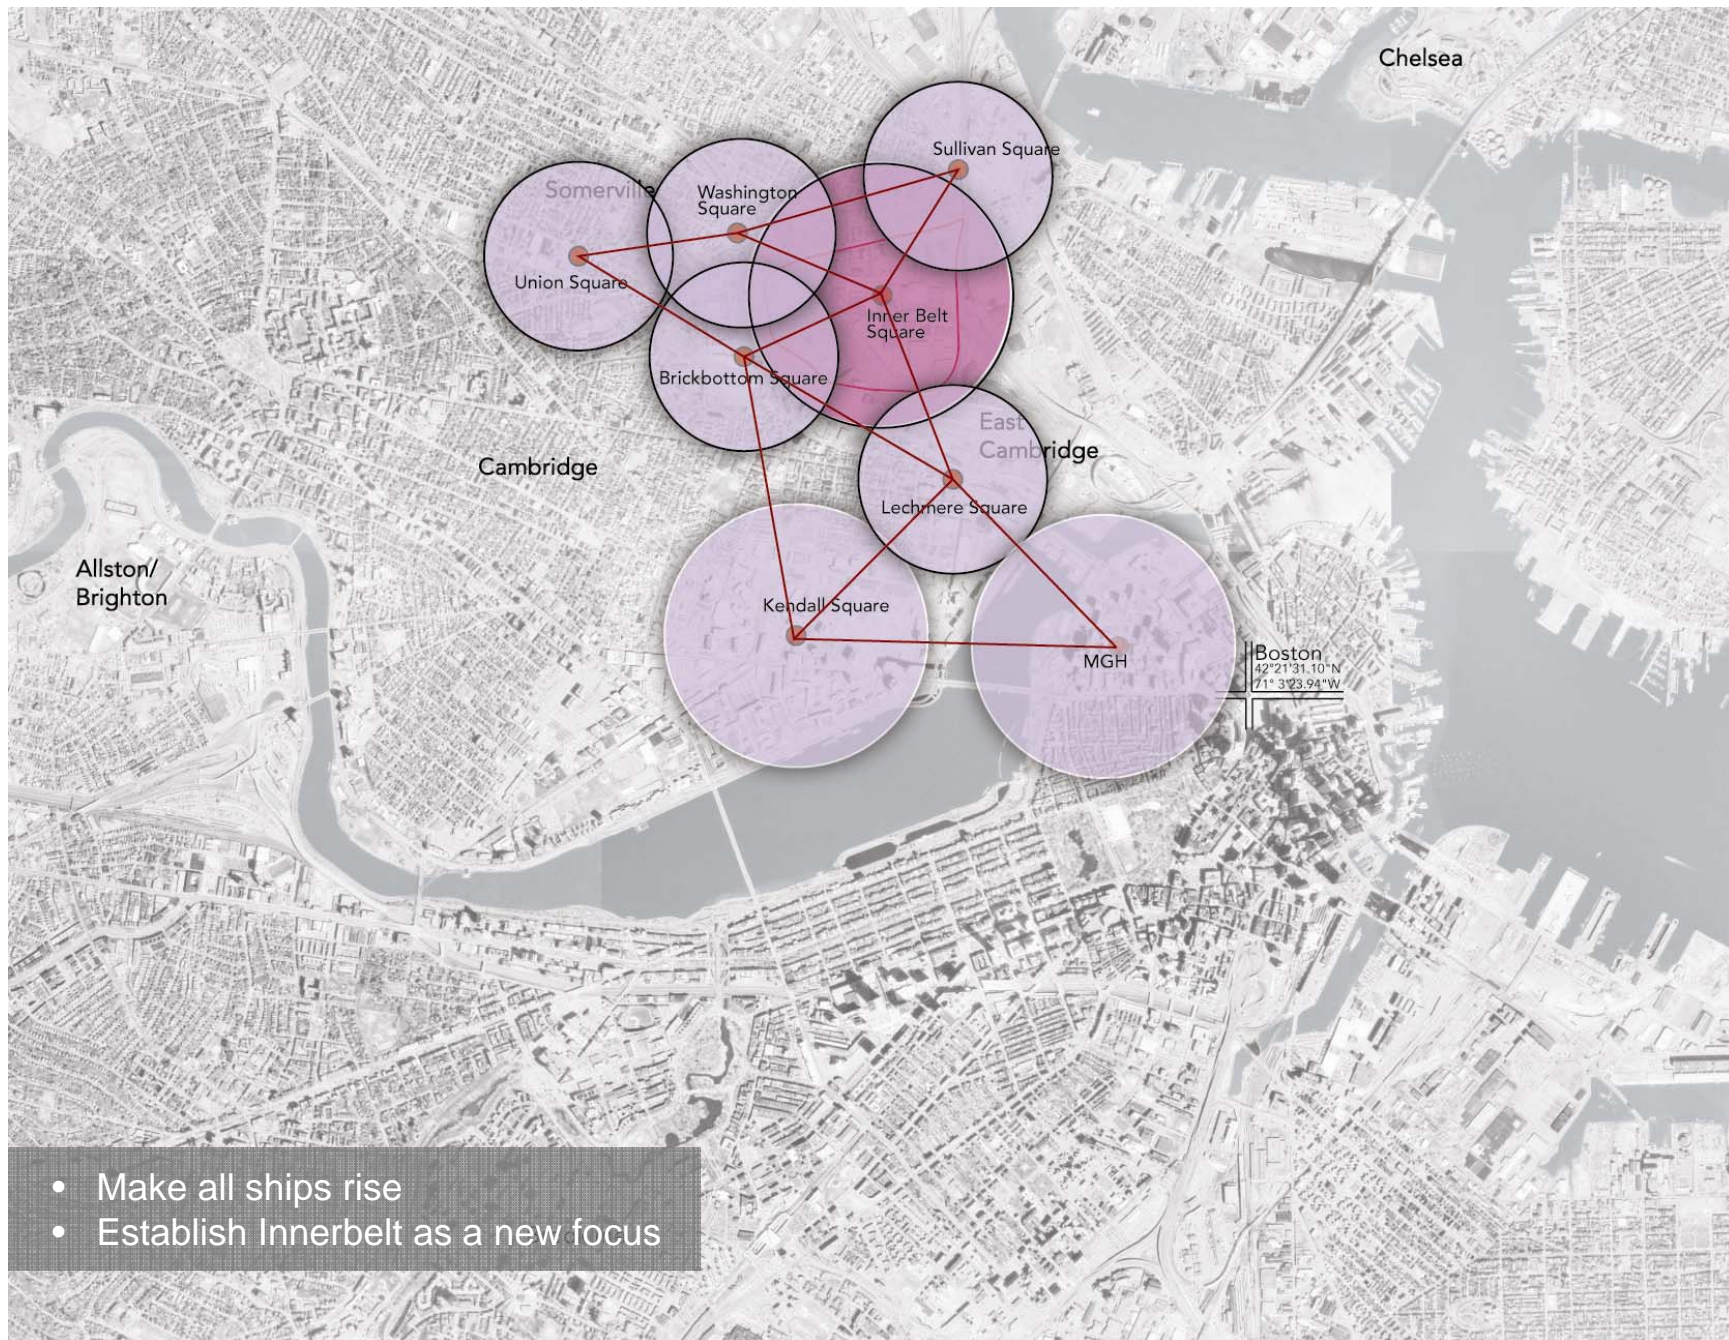 Chelsea
Sullivan Square
Somerville
Washington
Square
Union Square
Inner Belt
Square
Brickbottom Square
East
Cambridge
Cambridge
Lechmere Square
Allston/
Brighton
Kendall Square
MGH
Boston
42°21'31.10"N
71° 3'23.94"W
• Make all ships rise
• Establish Innerbelt as a new focus